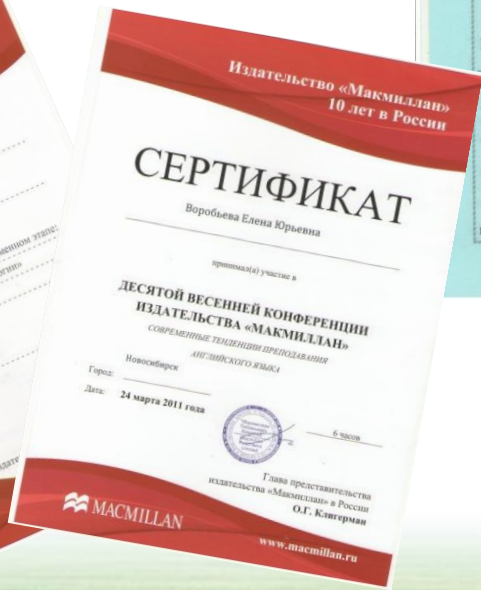 Издательство «Макмиллан»
10 лет в России
СЕРТИФИКАТ
Воробьева Елена Юрьевна
принимал(а) участие в
ДЕСЯТОЙ ВЕСЕННЕЙ КОНФЕРЕНЦИИ
ИЗДАТЕЛЬСТВА «МАКМИЛЛАН»
СОВРЕМЕННЫЕ ТЕНДЕНЦИИ ПРЕПОДАВАНИЯ
АНГЛИЙСКОГО ЯЗЫКА
Город: Новосибирск
Дата: 24 марта 2011 года
6 часов
Глава представительства
издательства «Макмиллан» в России
О.Г. Клигерман
MACMILLAN
www.macmillan.ru